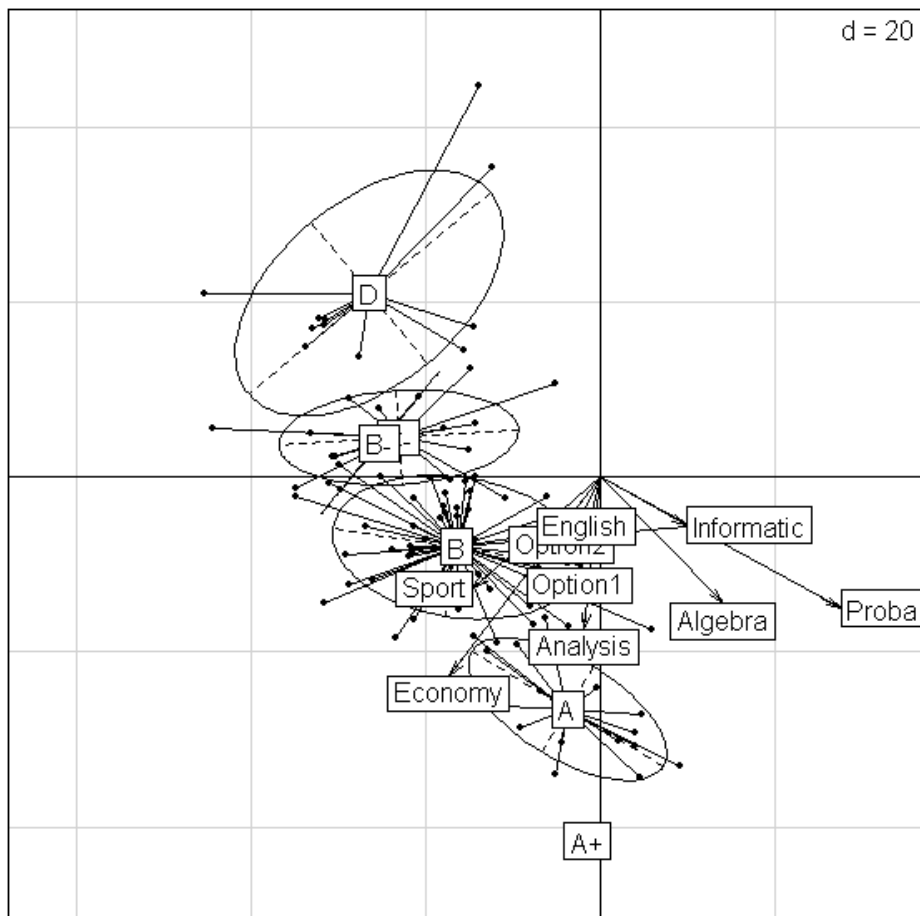 d = 20
D
B-
B
English
Informatic
Option2
Sport
Option1
Proba
Algebra
Analysis
Economy
A
A+